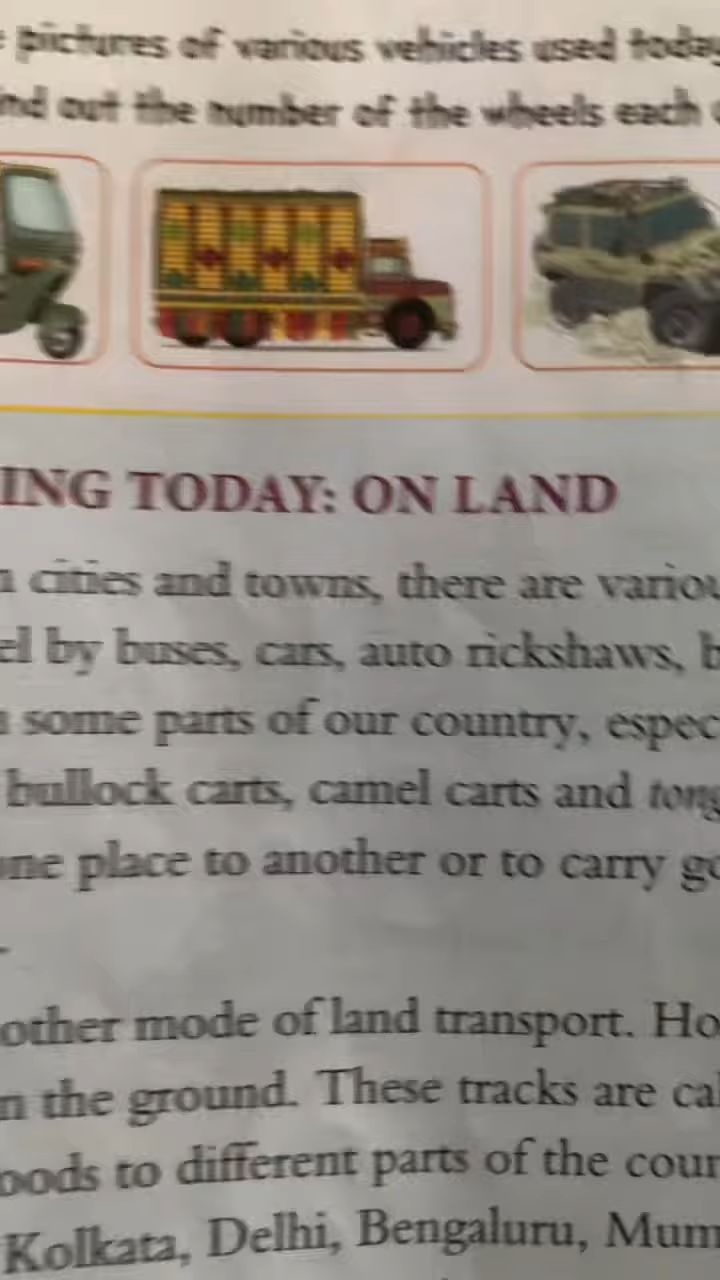 pictures of various vehicles used today
nd out the number of the wheels each
ING TODAY: ON LAND
n cities and towns, there are variou
el by buses, cars, auto rickshaws, b
some parts of our country, espec
bullock carts, camel carts and tong
ne place to another or to carry go
other mode of land transport. Ho
n the ground. These tracks are cal
oods to different parts of the coun
Kolkata, Delhi, Bengaluru, Mum